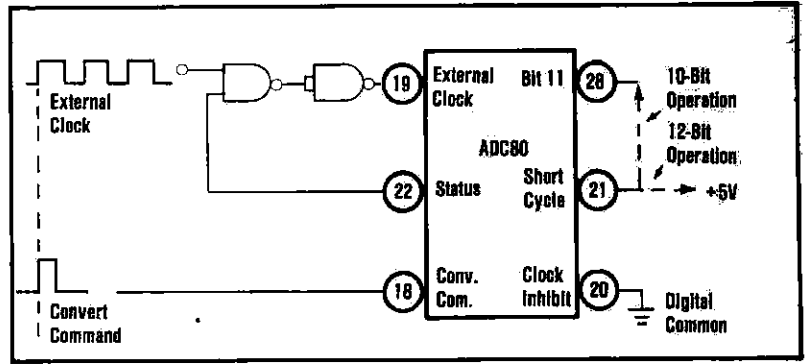 External
Clock
19
External
Clock
Bit 11
28
10-Bit
Operation
ADC80
12-Bit
Operation
22
Status
Short
Cycle
21
+5V
18
Conv.
Com.
Clock
Inhibit
20
Digital
Common
Convert
Command